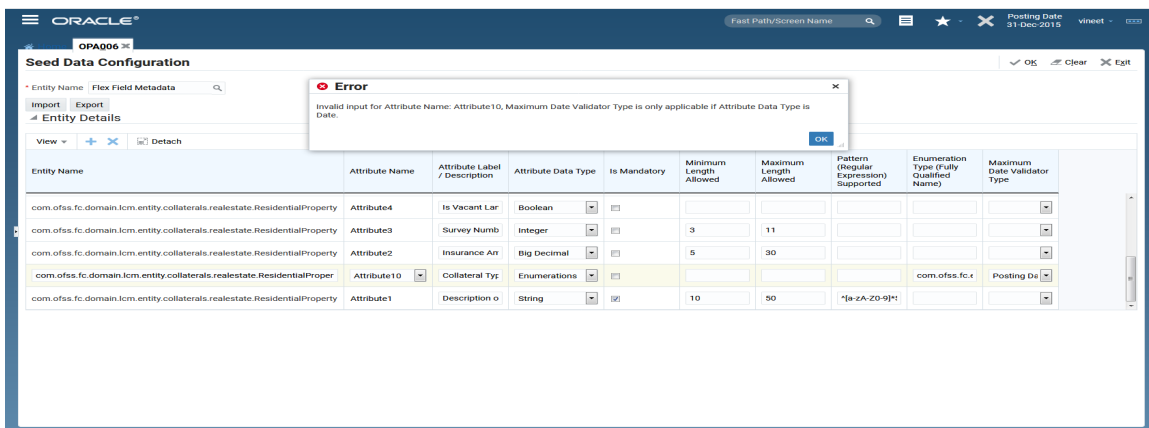 ORACLE®
Fast Path/Screen Name
Posting Date
31-Dec-2015
vineet
OPA006
Seed Data Configuration
OK Clear Exit
* Entity Name Flex Field Metadata
Import Export
Entity Details
View Detach
Error
Invalid input for Attribute Name: Attribute10, Maximum Date Validator Type is only applicable if Attribute Data Type is
Date.
OK
Entity Name
Attribute Name
Attribute Label
/ Description
Attribute Data Type
Is Mandatory
Minimum
Length
Allowed
Maximum
Length
Allowed
Pattern
(Regular
Expression)
Supported
Enumeration
Type (Fully
Qualified
Name)
Maximum
Date Validator
Type
com.ofss.fc.domain.lcm.entity.collaterals.realestate.ResidentialProperty Attribute4 Is Vacant Lar Boolean
com.ofss.fc.domain.lcm.entity.collaterals.realestate.ResidentialProperty Attribute3 Survey Numb Integer 3 11
com.ofss.fc.domain.lcm.entity.collaterals.realestate.ResidentialProperty Attribute2 Insurance Am Big Decimal 5 30
com.ofss.fc.domain.lcm.entity.collaterals.realestate.ResidentialProper Attribute10 Collateral Typ Enumerations com.ofss.fc.e Posting Da
com.ofss.fc.domain.lcm.entity.collaterals.realestate.ResidentialProperty Attribute1 Description o String 10 50 ^[a-zA-Z0-9]*